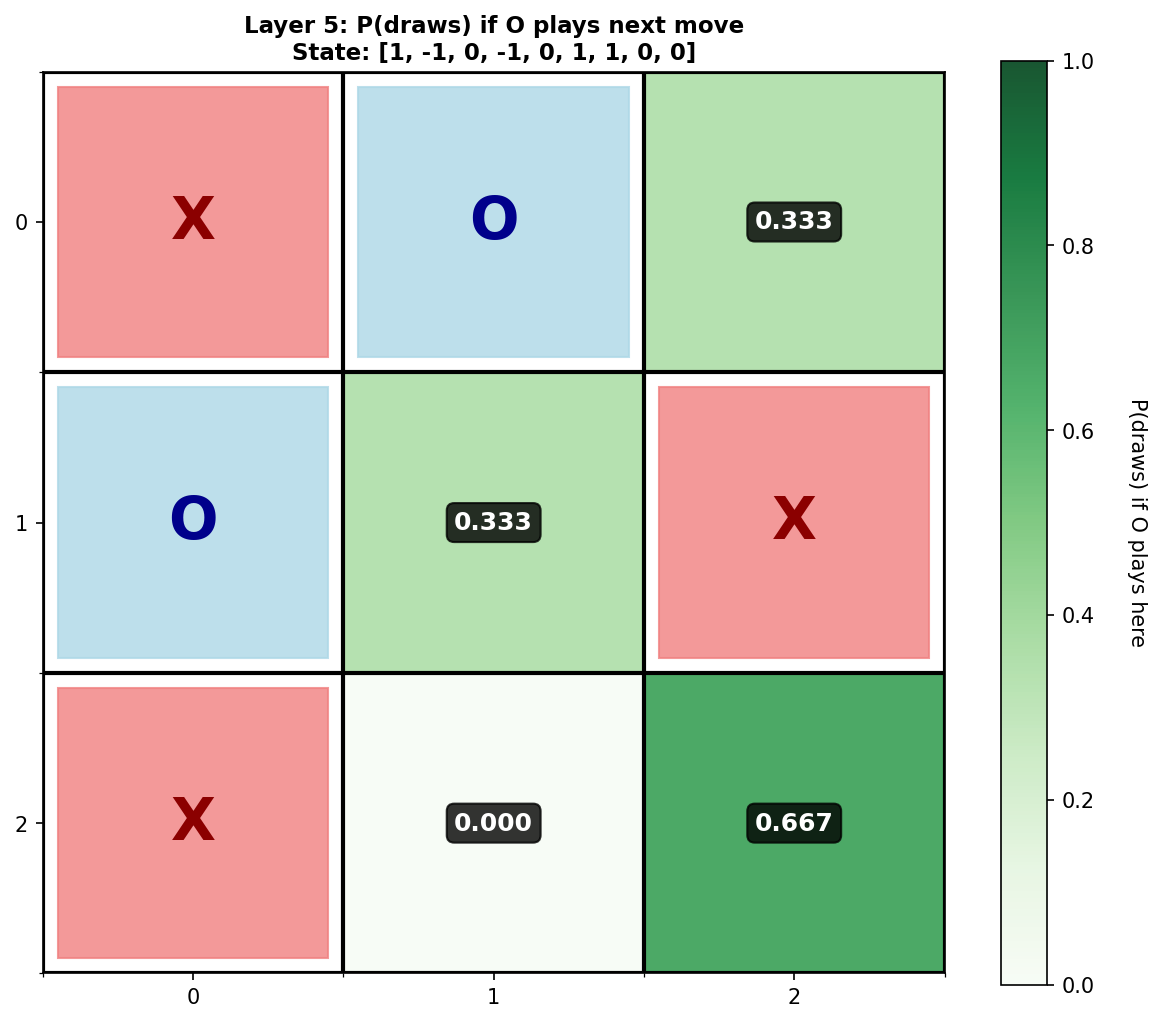 Layer 5: P(draws) if O plays next move
State: [1, -1, 0, -1, 0, 1, 1, 0, 0]
0
X
O
0.333
1
O
0.333
X
2
X
0.000
0.667
0
1
2
1.0
0.8
0.6
0.4
0.2
0.0
P(draws) if O plays here